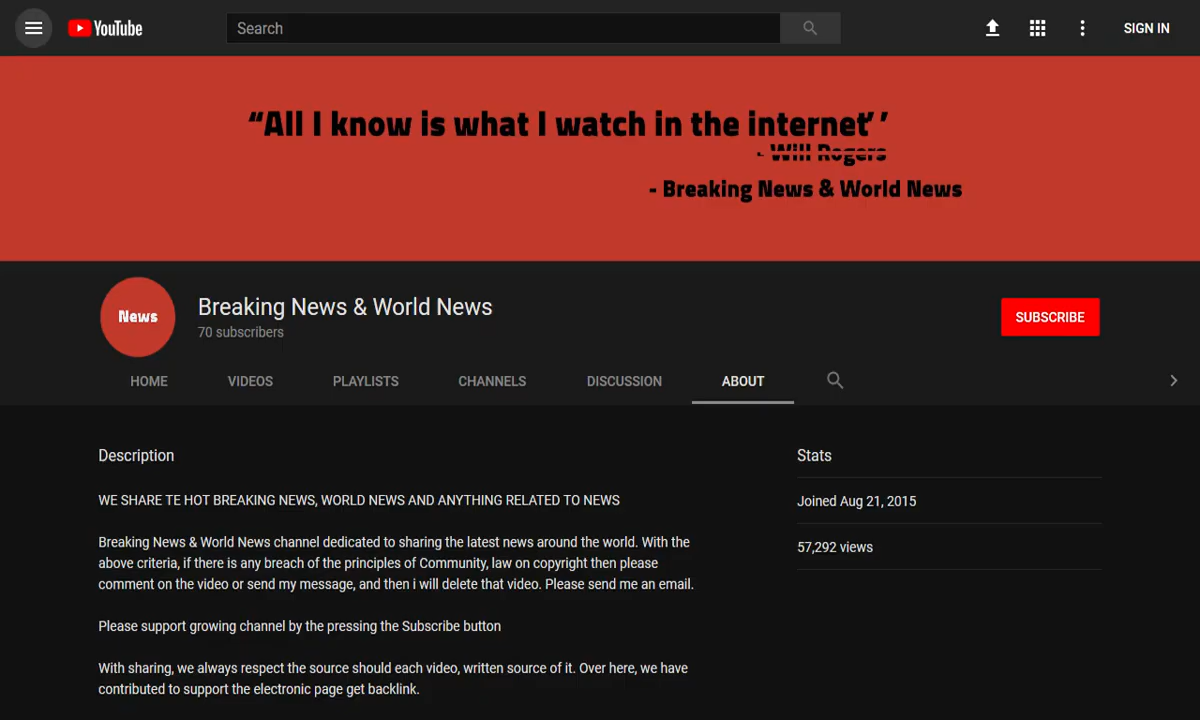 YouTube
Search
SIGN IN
“All I know is what I watch in the internet’’
- Will Rogers
- Breaking News & World News
News
Breaking News & World News
70 subscribers
SUBSCRIBE
HOME VIDEOS PLAYLISTS CHANNELS DISCUSSION ABOUT
Description
WE SHARE TE HOT BREAKING NEWS, WORLD NEWS AND ANYTHING RELATED TO NEWS
Breaking News & World News channel dedicated to sharing the latest news around the world. With the
above criteria, if there is any breach of the principles of Community, law on copyright then please
comment on the video or send my message, and then i will delete that video. Please send me an email.
Please support growing channel by the pressing the Subscribe button
With sharing, we always respect the source should each video, written source of it. Over here, we have
contributed to support the electronic page get backlink.
Stats
Joined Aug 21, 2015
57,292 views